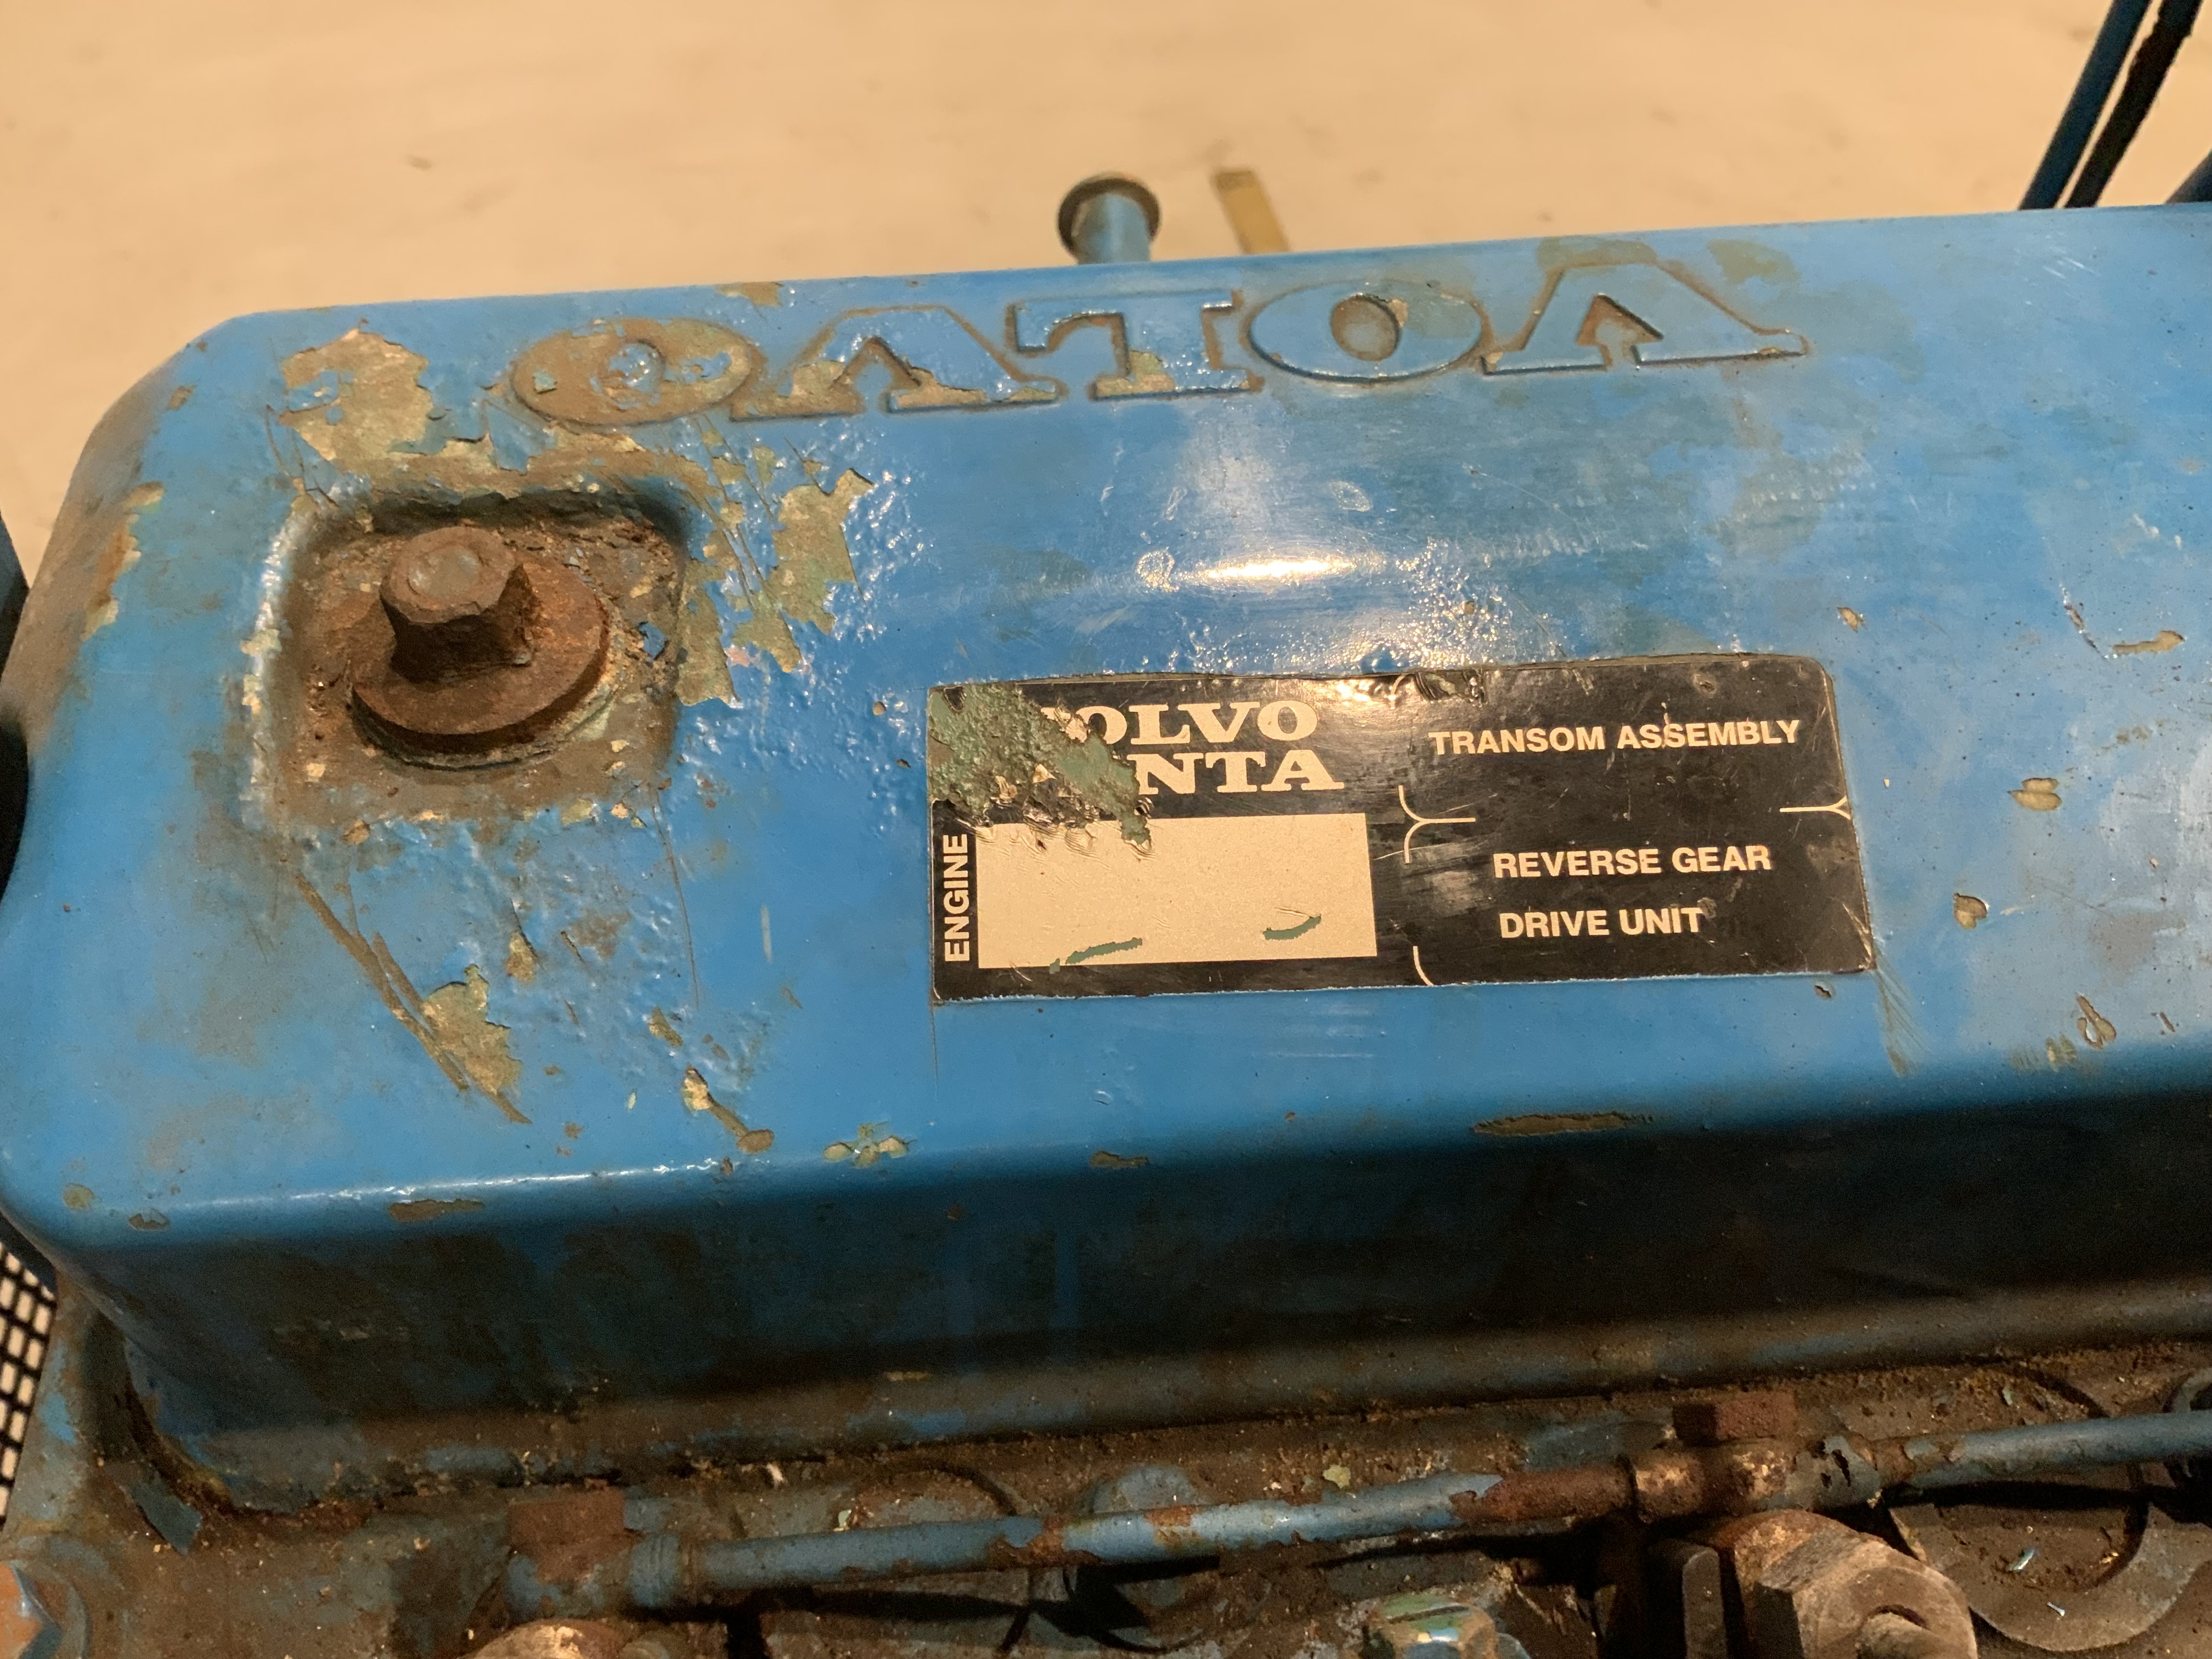 VOLVO
OLVO
NTA
ENGINE
TRANSOM ASSEMBLY
REVERSE GEAR
DRIVE UNIT